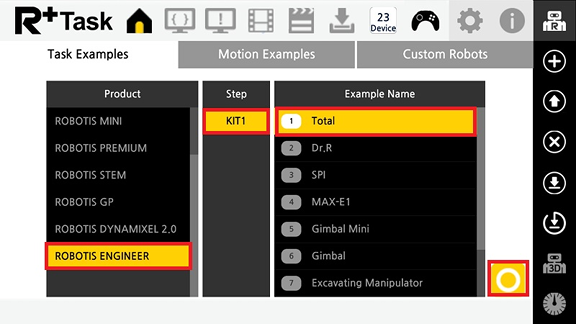 R+Task
23
Device
Task Examples
Motion Examples
Custom Robots
Product
Step
Example Name
ROBOTIS MINI
ROBOTIS PREMIUM
ROBOTIS STEM
ROBOTIS GP
ROBOTIS DYNAMIXEL 2.0
ROBOTIS ENGINEER
KIT1
1 Total
2 Dr.R
3 SPI
4 MAX-E1
5 Gimbal Mini
6 Gimbal
7 Excavating Manipulator
R
3D